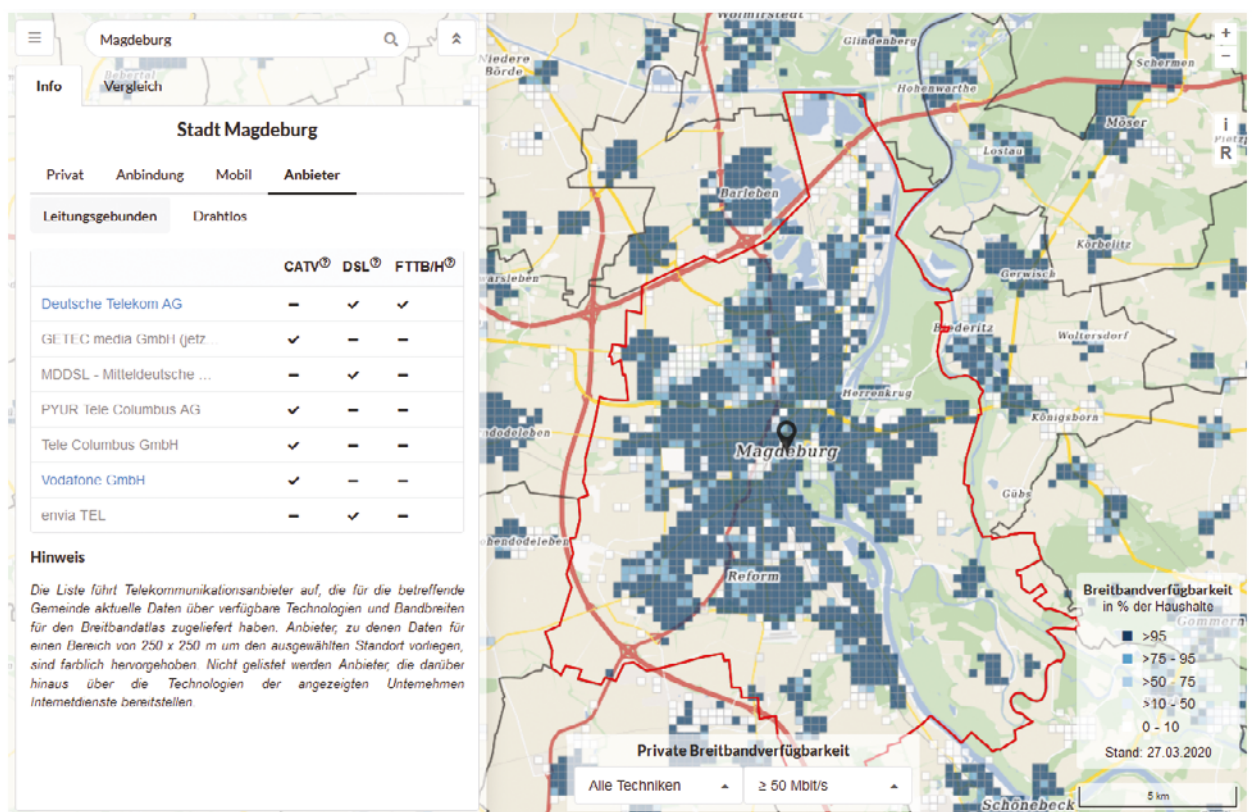 Magdeburg
Info
Vergleich
Bebertal
Stadt Magdeburg
Privat Anbindung Mobil Anbieter
Leitungsgebunden Drahtlos
CATV DSL FTTB/H
Deutsche Telekom AG – ✓ ✓
GETEC media GmbH (jetz... ✓ – –
MDDSL - Mitteldeutsche ... – ✓ –
PYUR Tele Columbus AG ✓ – –
Tele Columbus GmbH ✓ – –
Vodafone GmbH ✓ – –
envia TEL – ✓ –
Hinweis
Die Liste führt Telekommunikationsanbieter auf, die für die betreffende
Gemeinde aktuelle Daten über verfügbare Technologien und Bandbreiten
für den Breitbandatlas zugeliefert haben. Anbieter, zu denen Daten für
einen Bereich von 250 x 250 m um den ausgewählten Standort vorliegen,
sind farblich hervorgehoben. Nicht gelistet werden Anbieter, die darüber
hinaus über die Technologien der angezeigten Unternehmen
Internetdienste bereitstellen.
Wolmirstedt
Glindenberg
Niedere
Börde
Schermen
Hohenwarthe
Möser
Lostau
Barleben
Körbelitz
Gerwisch
Biederitz
Woltersdorf
Herrenkrug
Königsborn
Magdeburg
Gübs
Reform
Schönebeck
+
−
i
R
Breitbandverfügbarkeit
in % der Haushalte
>95
>75 - 95
>50 - 75
>10 - 50
0 - 10
Stand: 27.03.2020
Private Breitbandverfügbarkeit
Alle Techniken
≥ 50 Mbit/s
5 km